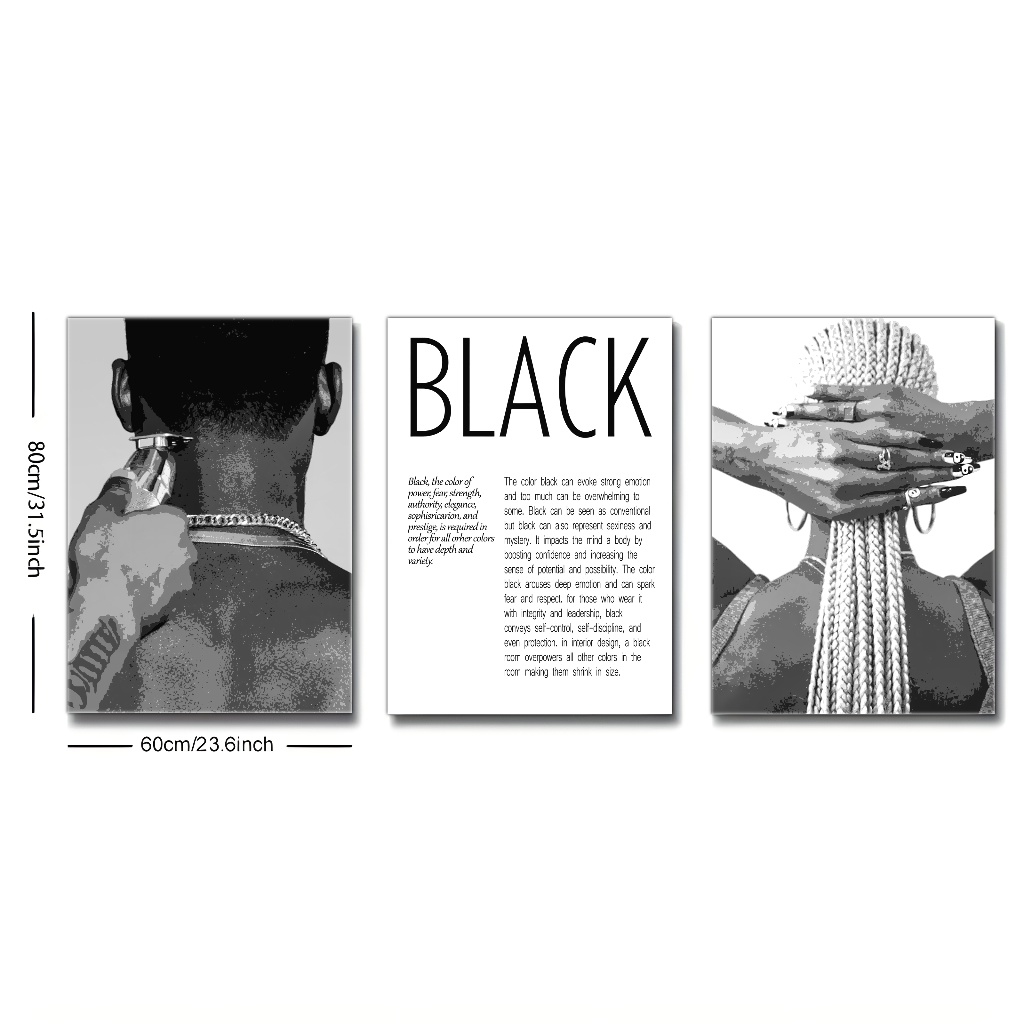 80cm/31.5inch
BLACK
Black, the color of
power, fear, strength,
authority, elegance,
sophisricarion, and
presrige, is required in
order for all orher colors
to have deprh and
variety.
The color black can evoke strong emotion
and too much can be overwhelming to
some. Black can be seen as conventional
but black can also represent sexiness and
mystery. It impacts the mind a body by
boosting confidence and increasing the
sense of potential and possibility. The color
black arouses deep emotion and can spark
fear and respect. for those who wear it
with integrity and leadership, black
conveys self-control, self-discipline, and
even protection. in interior design, a black
room overpowers all other colors in the
room making them shrink in size.
60cm/23.6inch